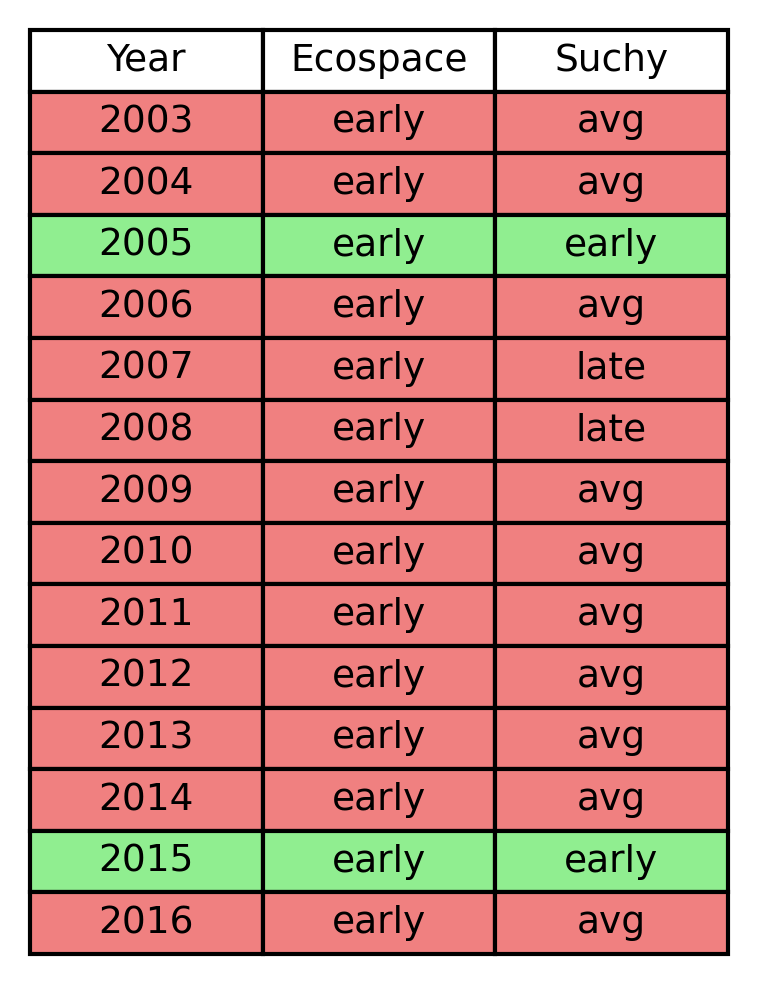 Year Ecospace Suchy
2003 early avg
2004 early avg
2005 early early
2006 early avg
2007 early late
2008 early late
2009 early avg
2010 early avg
2011 early avg
2012 early avg
2013 early avg
2014 early avg
2015 early early
2016 early avg